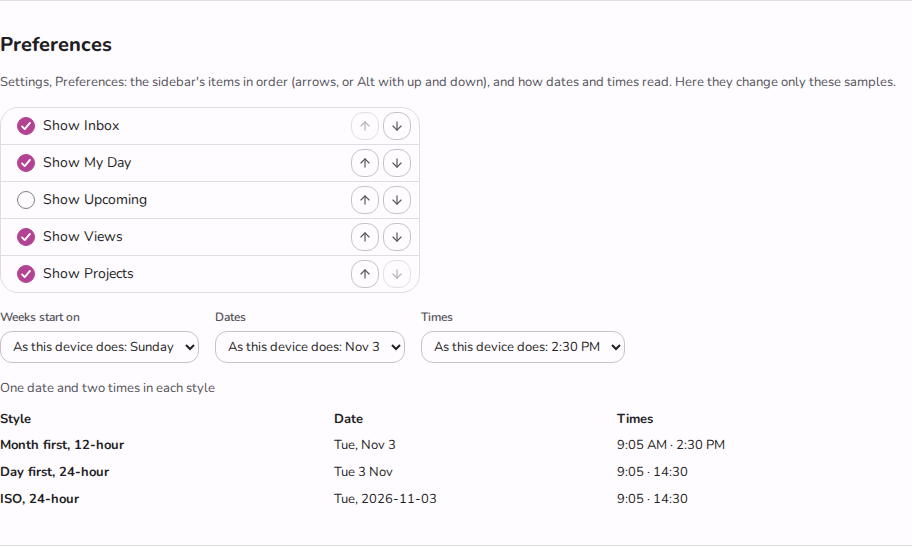 Preferences
Settings, Preferences: the sidebar's items in order (arrows, or Alt with up and down), and how dates and times read. Here they change only these samples.
Show Inbox
Show My Day
Show Upcoming
Show Views
Show Projects
Weeks start on Dates Times
As this device does: Sunday As this device does: Nov 3 As this device does: 2:30 PM
One date and two times in each style
Style Date Times
Month first, 12-hour Tue, Nov 3 9:05 AM · 2:30 PM
Day first, 24-hour Tue 3 Nov 9:05 · 14:30
ISO, 24-hour Tue, 2026-11-03 9:05 · 14:30